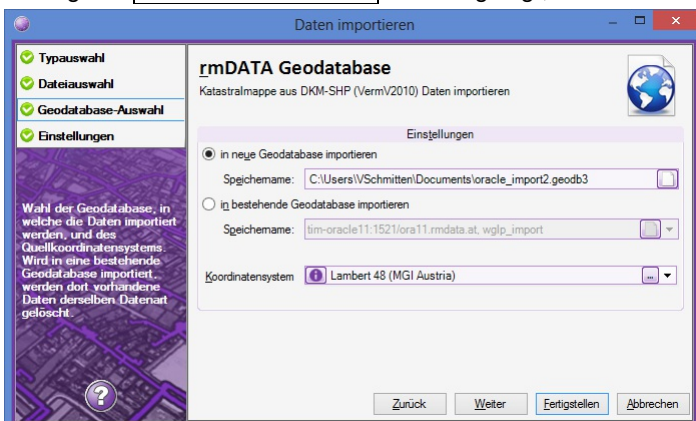 Daten importieren
Typauswahl
Dateiauswahl
Geodatabase-Auswahl
Einstellungen
Wahl der Geodatabase, in
welche die Daten importiert
werden, und des
Quellkoordinatensystems.
Wird in eine bestehende
Geodatabase importiert,
werden dort vorhandene
Daten derselben Datenart
gelöscht.
rmDATA Geodatabase
Katastralmappe aus DKM-SHP (VermV2010) Daten importieren
Einstellungen
in neue Geodatabase importieren
Speichername: C:\Users\VSchmitten\Documents\oracle_import2.geodb3
in bestehende Geodatabase importieren
Speichername: tim-oracle11:1521/ora11.rmdata.at, wglp_import
Koordinatensystem Lambert 48 (MGI Austria) ...
?
Zurück Weiter Fertigstellen Abbrechen